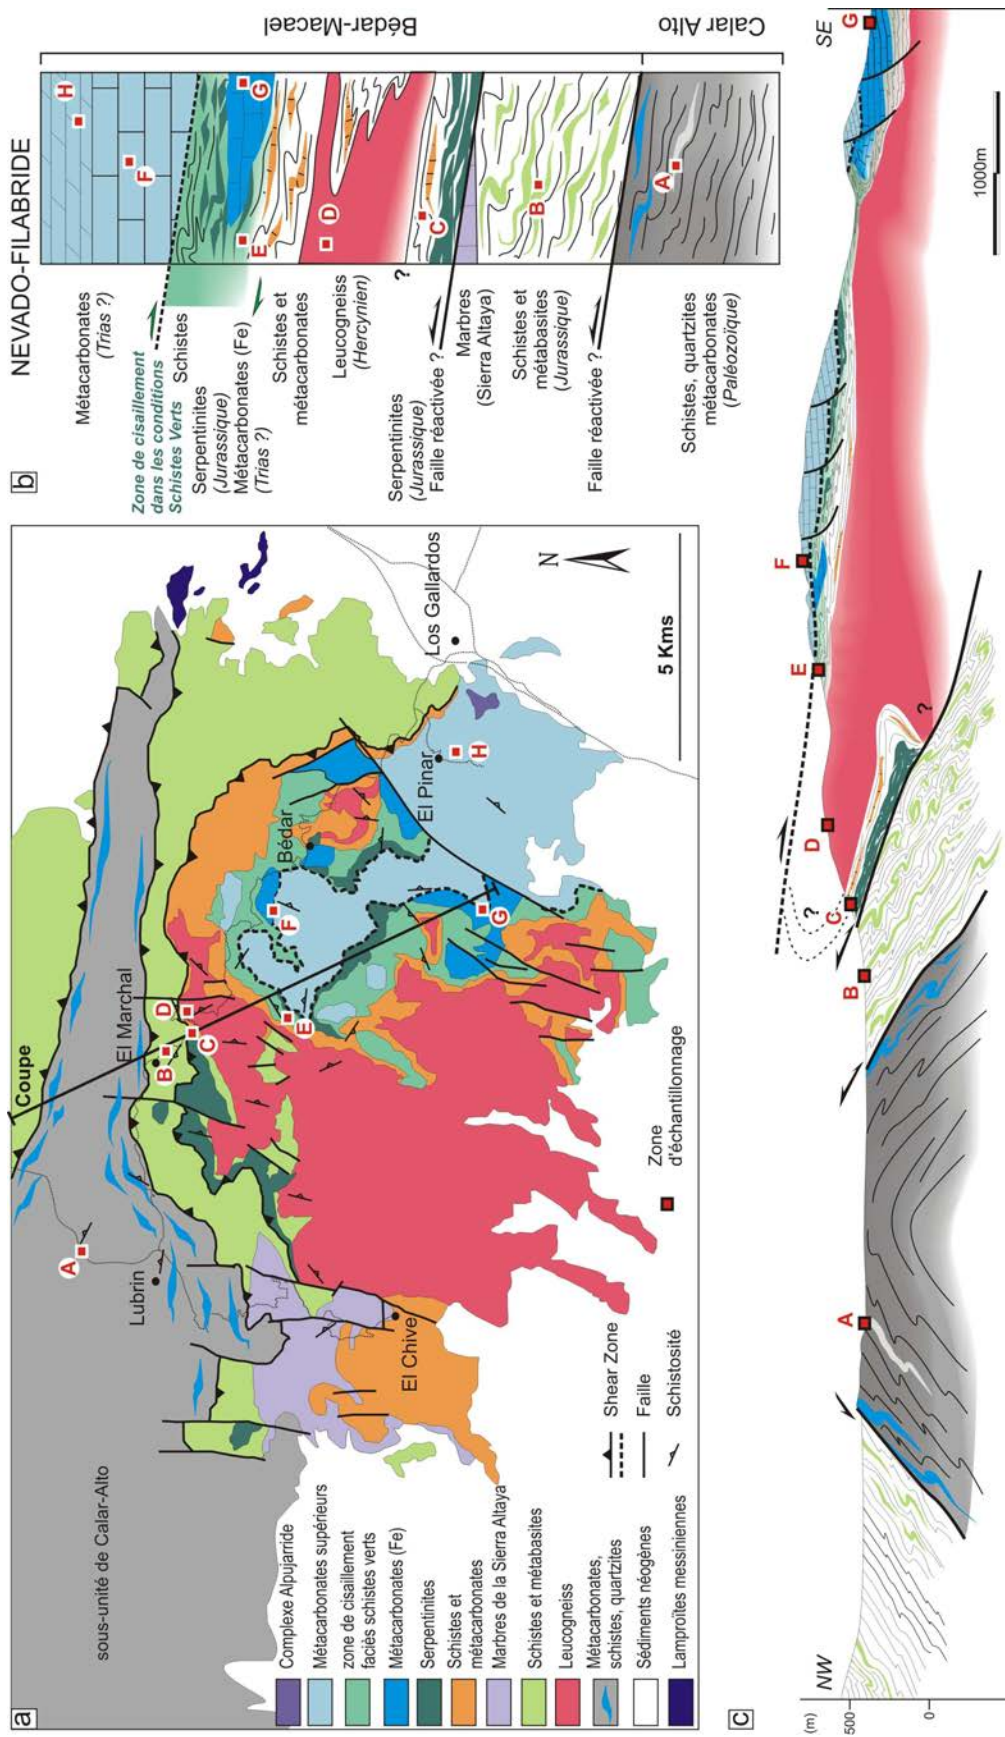 a
sous-unité de Calar-Alto
Coupe
A
Lubrin
El Marchal
B
C
D
E
F
G
H
Bédar
El Pinar
Los Gallardos
El Chive
N
5 Kms
Complexe Alpujarride
Métacarbonates supérieurs
zone de cisaillement
faciès schistes verts
Métacarbonates (Fe)
Serpentinites
Schistes et
métacarbonates
Marbres de la Sierra Altaya
Schistes et métabasites
Leucogneiss
Métacarbonates,
schistes, quartzites
Sédiments néogènes
Lamproïtes messiniennes
Shear Zone
Faille
Schistosité
Zone
d'échantillonnage
b
NEVADO-FILABRIDE
Métacarbonates
(Trias ?)
Zone de cisaillement
dans les conditions
Schistes Verts
Schistes
Serpentinites
(Jurassique)
Métacarbonates (Fe)
(Trias ?)
Schistes et
métacarbonates
Leucogneiss
(Hercynien)
?
Serpentinites
(Jurassique)
Faille réactivée ?
Marbres
(Sierra Altaya)
Schistes et
métabasites
(Jurassique)
Faille réactivée ?
Schistes, quartzites
métacarbonates
(Paléozoïque)
H
F
G
E
D
C
B
A
Bédar-Macael
Calar Alto
C
NW
SE
(m)
500
0
A
B
C
D
E
F
G
?
?
1000m